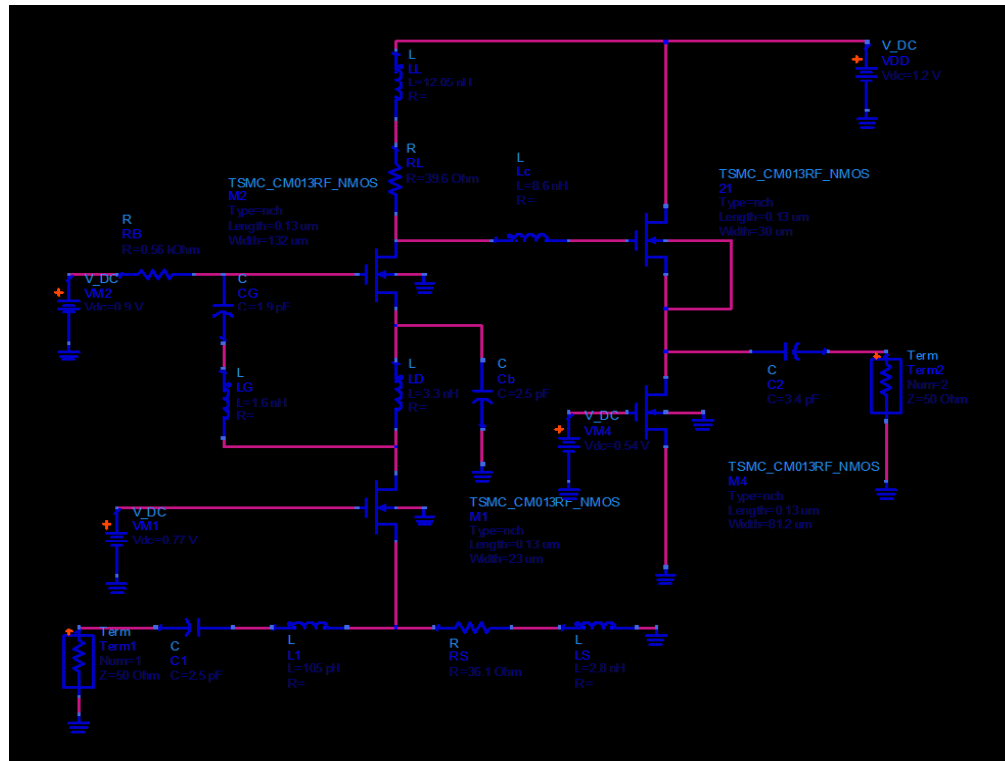 V_DC
VDD
Vdc=1.2 V
L
LL
L=12.05 nH
R=
R
RL
R=39.6 Ohm
TSMC_CM013RF_NMOS
M2
Type=nch
Length=0.13 um
Width=132 um
L
Lc
L=8.6 nH
R=
TSMC_CM013RF_NMOS
21
Type=nch
Length=0.13 um
Width=30 um
R
RB
R=0.56 kOhm
V_DC
VM2
Vdc=0.9 V
C
CG
C=1.9 pF
L
LG
L=1.6 nH
R=
L
LD
L=3.3 nH
R=
C
Cb
C=2.5 pF
V_DC
VM4
Vdc=0.54 V
C
C2
C=3.4 pF
Term
Term2
Num=2
Z=50 Ohm
TSMC_CM013RF_NMOS
M4
Type=nch
Length=0.13 um
Width=81.2 um
TSMC_CM013RF_NMOS
M1
Type=nch
Length=0.13 um
Width=23 um
V_DC
VM1
Vdc=0.77 V
Term
Term1
Num=1
Z=50 Ohm
C
C1
C=2.5 pF
L
L1
L=165 pH
R=
R
RS
R=36.1 Ohm
L
LS
L=2.8 nH
R=